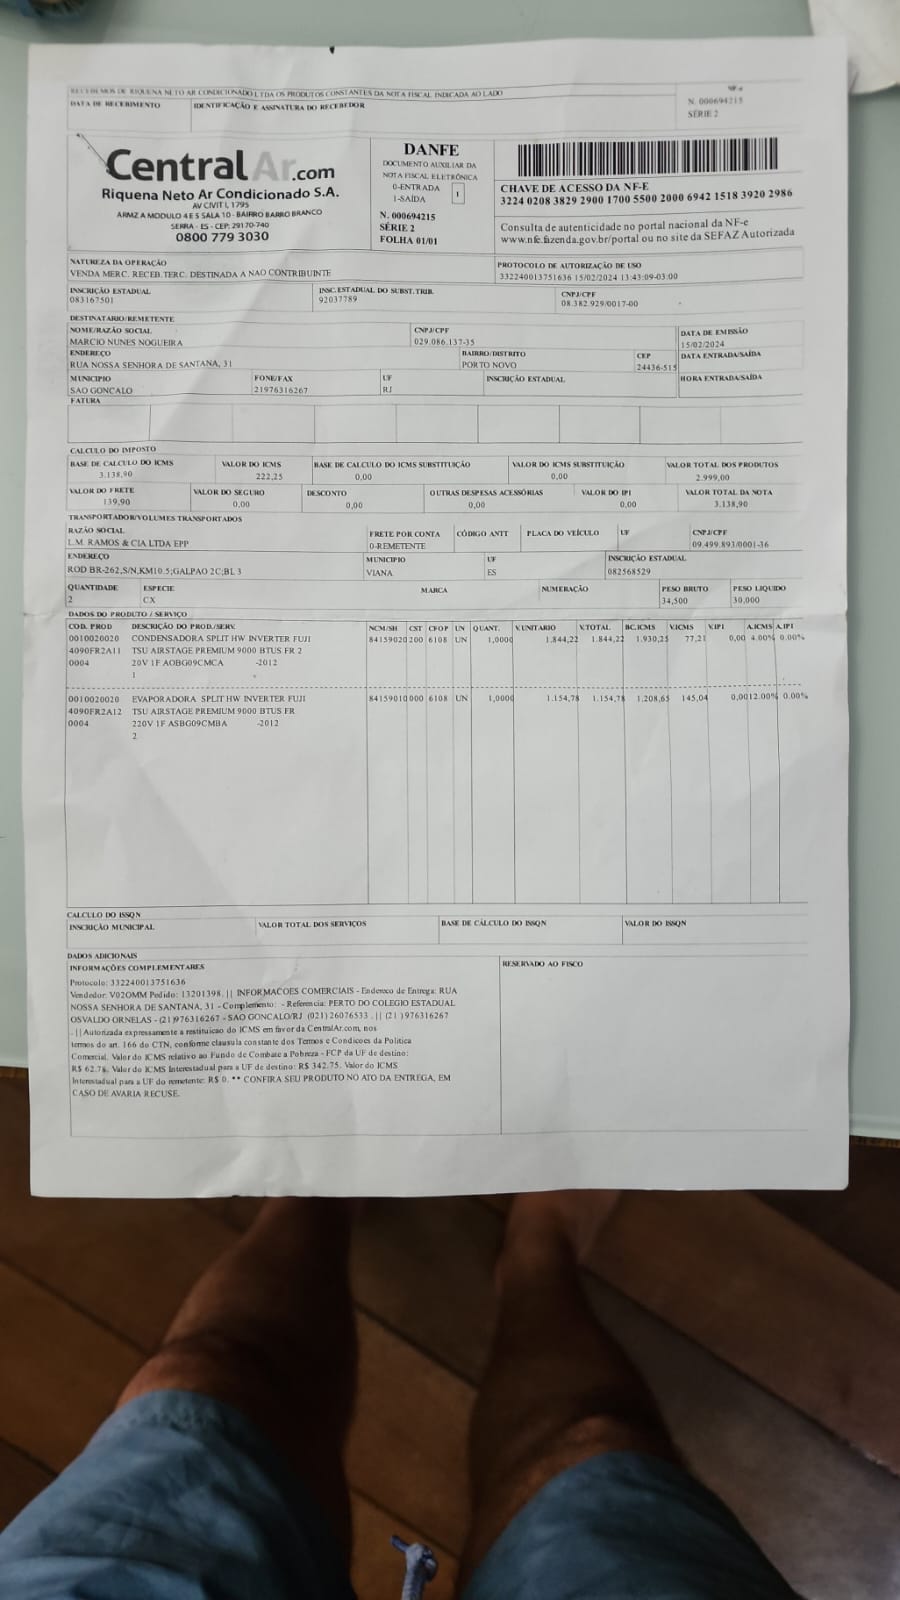 RECEBEMOS DE RIQUENA NETO AR CONDICIONADO LTDA OS PRODUTOS CONSTANTES DA NOTA FISCAL INDICADA AO LADO
DATA DE RECEBIMENTO IDENTIFICAÇÃO E ASSINATURA DO RECEBEDOR
NF-e
N. 000694215
SÉRIE 2
CentralAr.com
Riquena Neto Ar Condicionado S.A.
AV CIVIT I, 1795
ARMZ A MODULO 4 E 5 SALA 10 - BAIRRO BARRO BRANCO
SERRA - ES - CEP: 29170-740
0800 779 3030
DANFE
DOCUMENTO AUXILIAR DA
NOTA FISCAL ELETRÔNICA
0-ENTRADA
1-SAÍDA
1
N. 000694215
SÉRIE 2
FOLHA 01/01
CHAVE DE ACESSO DA NF-E
3224 0208 3829 2900 1700 5500 2000 6942 1518 3920 2986
Consulta de autenticidade no portal nacional da NF-e
www.nfe.fazenda.gov.br/portal ou no site da SEFAZ Autorizada
NATUREZA DA OPERAÇÃO
VENDA MERC. RECEB.TERC. DESTINADA A NAO CONTRIBUINTE
PROTOCOLO DE AUTORIZAÇÃO DE USO
332240013751636 15/02/2024 13:43:09-03:00
INSCRIÇÃO ESTADUAL INSC.ESTADUAL DO SUBST.TRIB. CNPJ/CPF
083167501 92037789 08.382.929/0017-00
DESTINATARIO/REMETENTE
NOME/RAZÃO SOCIAL CNPJ/CPF DATA DE EMISSÃO
MARCIO NUNES NOGUEIRA 029.086.137-35 15/02/2024
ENDEREÇO BAIRRO/DISTRITO CEP DATA ENTRADA/SAÍDA
RUA NOSSA SENHORA DE SANTANA, 31 PORTO NOVO 24436-515
MUNICIPIO FONE/FAX UF INSCRIÇÃO ESTADUAL HORA ENTRADA/SAÍDA
SAO GONCALO 21976316267 RJ
FATURA
CALCULO DO IMPOSTO
BASE DE CALCULO DO ICMS VALOR DO ICMS BASE DE CALCULO DO ICMS SUBSTITUIÇÃO VALOR DO ICMS SUBSTITUIÇÃO VALOR TOTAL DOS PRODUTOS
3.138,90 222,25 0,00 0,00 2.999,00
VALOR DO FRETE VALOR DO SEGURO DESCONTO OUTRAS DESPESAS ACESSÓRIAS VALOR DO IPI VALOR TOTAL DA NOTA
139,90 0,00 0,00 0,00 0,00 3.138,90
TRANSPORTADOR/VOLUMES TRANSPORTADOS
RAZÃO SOCIAL FRETE POR CONTA CÓDIGO ANTT PLACA DO VEÍCULO UF CNPJ/CPF
L.M. RAMOS & CIA LTDA EPP 0-REMETENTE 09.499.893/0001-36
ENDEREÇO MUNICIPIO UF INSCRIÇÃO ESTADUAL
ROD BR-262,S/N,KM10.5;GALPAO 2C;BL 3 VIANA ES 082568529
QUANTIDADE ESPECIE MARCA NUMERAÇÃO PESO BRUTO PESO LIQUIDO
2 CX 34,500 30,000
DADOS DO PRODUTO / SERVIÇO
COD. PROD DESCRIÇÃO DO PROD./SERV. NCM/SH CST CFOP UN QUANT. V.UNITARIO V.TOTAL BC.ICMS V.ICMS V.IPI A.ICMS A.IPI
0010020020 CONDENSADORA SPLIT HW INVERTER FUJI 84159020 200 6108 UN 1,0000 1.844,22 1.844,22 1.930,25 77,21 0,00 4.00% 0.00%
4090FR2A11 TSU AIRSTAGE PREMIUM 9000 BTUS FR 2
0004 20V 1F AOBG09CMCA -2012
1
0010020020 EVAPORADORA SPLIT HW INVERTER FUJI 84159010 000 6108 UN 1,0000 1.154,78 1.154,78 1.208,65 145,04 0,00 12.00% 0.00%
4090FR2A12 TSU AIRSTAGE PREMIUM 9000 BTUS FR
0004 220V 1F ASBG09CMBA -2012
2
CALCULO DO ISSQN
INSCRIÇÃO MUNICIPAL VALOR TOTAL DOS SERVIÇOS BASE DE CÁLCULO DO ISSQN VALOR DO ISSQN
DADOS ADICIONAIS
INFORMAÇÕES COMPLEMENTARES RESERVADO AO FISCO
Protocolo: 332240013751636
Vendedor: V02OMM Pedido: 13201398. || INFORMACOES COMERCIAIS - Endereco de Entrega: RUA
NOSSA SENHORA DE SANTANA, 31 - Complemento: - Referencia: PERTO DO COLEGIO ESTADUAL
OSVALDO ORNELAS - (21)976316267 - SAO GONCALO/RJ (021) 26076533 . || (21 ) 976316267
. || Autorizada expressamente a restituicao do ICMS em favor da CentralAr.com, nos
termos do art. 166 do CTN, conforme clausula constante dos Termos e Condicoes da Politica
Comercial. Valor do ICMS relativo ao Fundo de Combate a Pobreza - FCP da UF de destino:
R$ 62.78. Valor do ICMS Interestadual para a UF de destino: R$ 342.75. Valor do ICMS
Interestadual para a UF do remetente: R$ 0. ** CONFIRA SEU PRODUTO NO ATO DA ENTREGA, EM
CASO DE AVARIA RECUSE.